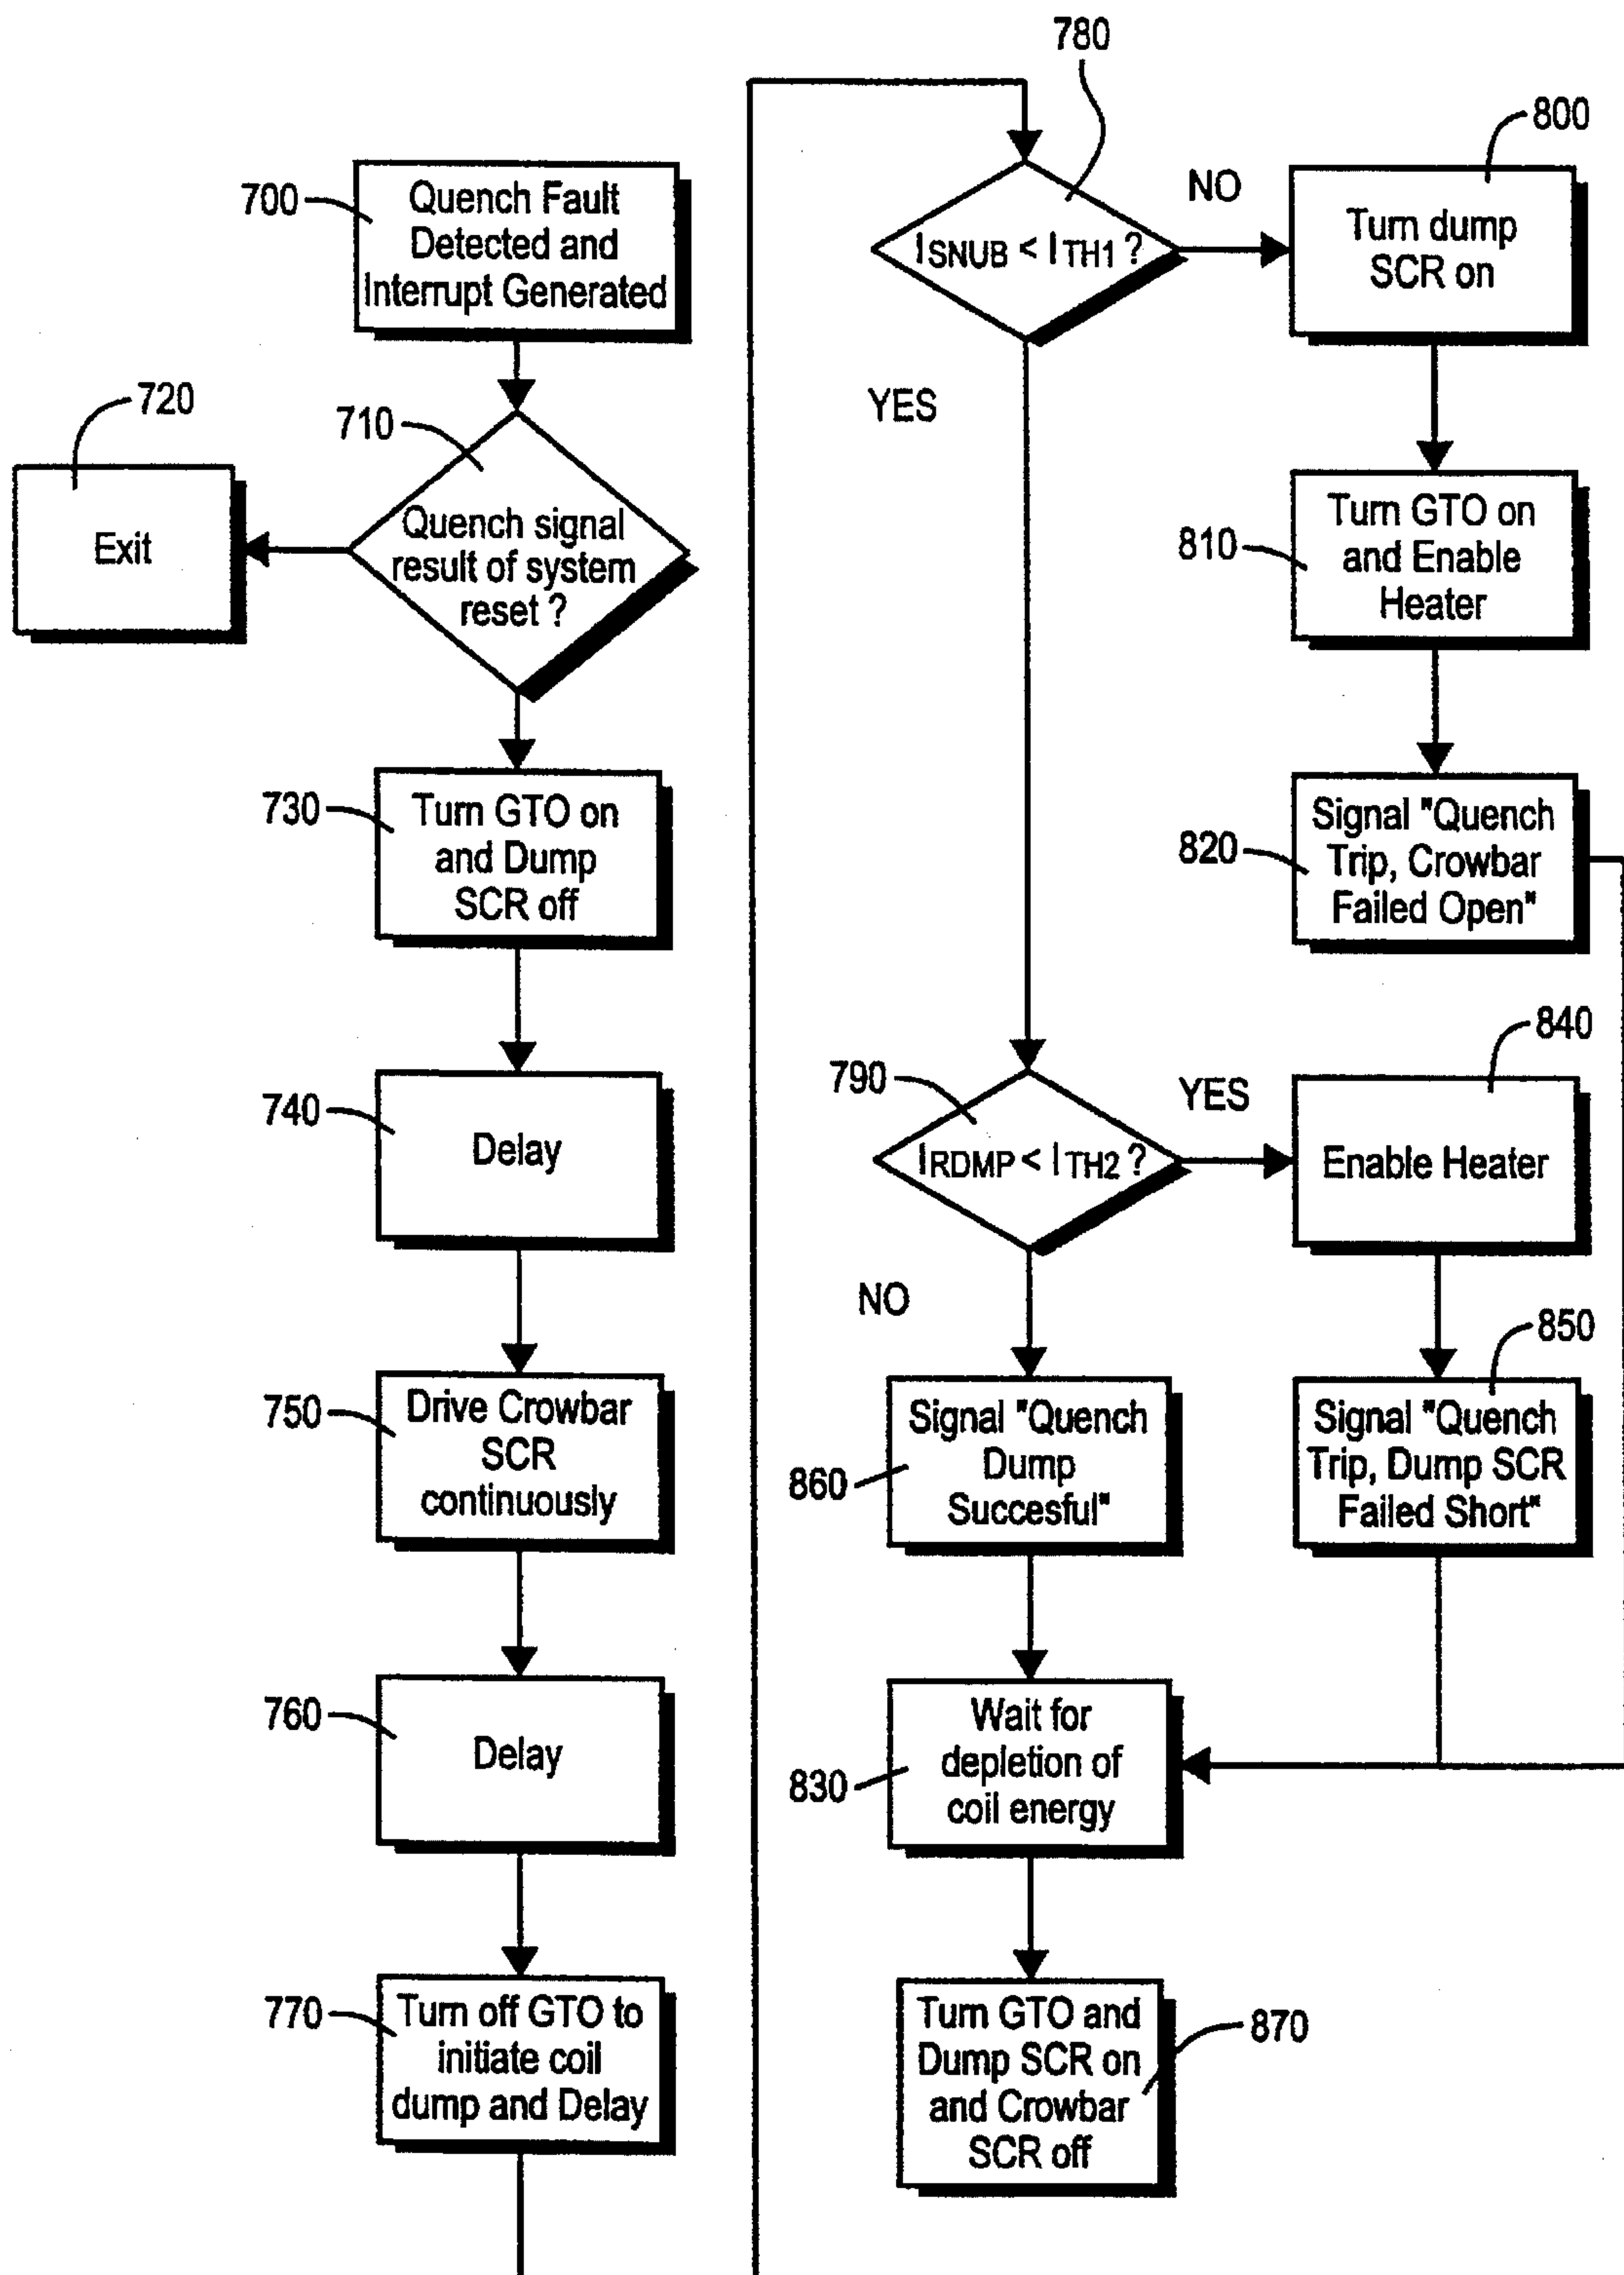 700
Quench Fault
Detected and
Interrupt Generated
710
Quench signal
result of system
reset ?
720
Exit
730
Turn GTO on
and Dump
SCR off
740
Delay
750
Drive Crowbar
SCR
continuously
760
Delay
770
Turn off GTO to
initiate coil
dump and Delay
780
ISNUB < ITH1 ?
NO
YES
800
Turn dump
SCR on
810
Turn GTO on
and Enable
Heater
820
Signal "Quench
Trip, Crowbar
Failed Open"
790
IRDMP < ITH2 ?
YES
NO
840
Enable Heater
850
Signal "Quench
Trip, Dump SCR
Failed Short"
860
Signal "Quench
Dump
Succesful"
830
Wait for
depletion of
coil energy
870
Turn GTO and
Dump SCR on
and Crowbar
SCR off